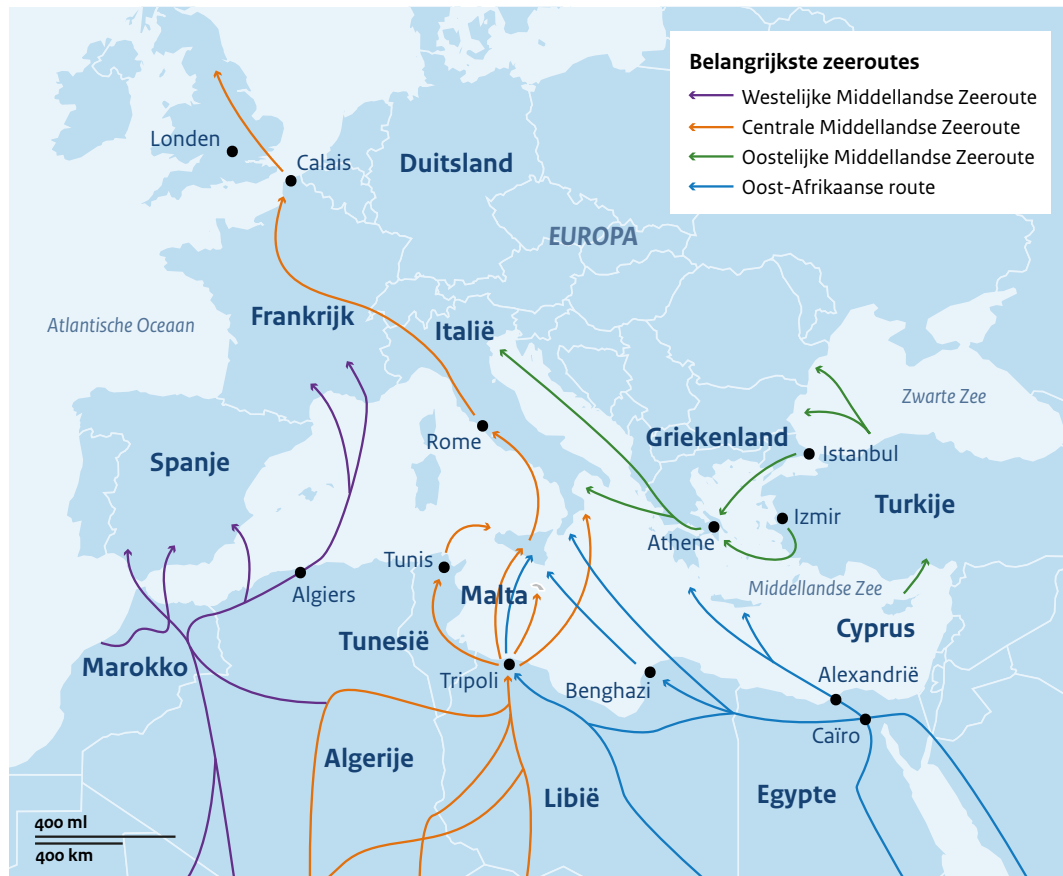 Belangrijkste zeeroutes
Westelijke Middellandse Zeeroute
Centrale Middellandse Zeeroute
Oostelijke Middellandse Zeeroute
Oost-Afrikaanse route
Londen
Calais
Duitsland
EUROPA
Atlantische Oceaan
Frankrijk
Italië
Zwarte Zee
Rome
Griekenland
Istanbul
Spanje
Turkije
Izmir
Athene
Tunis
Algiers
Malta
Middellandse Zee
Cyprus
Tunesië
Marokko
Tripoli
Benghazi
Alexandrië
Caïro
Algerije
Libië
Egypte
400 ml
400 km